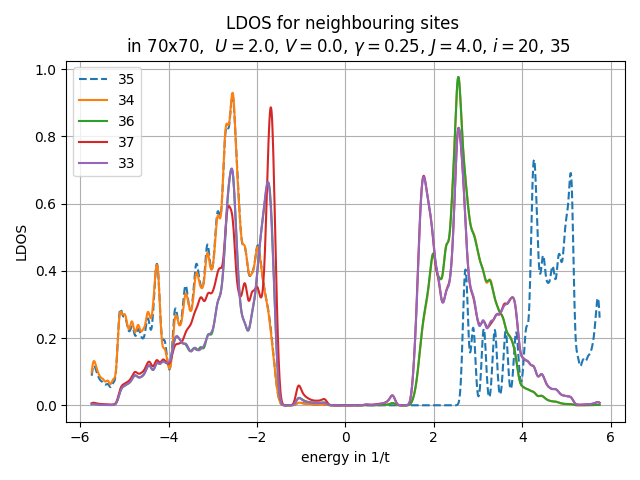 LDOS for neighbouring sites
in 70x70, U = 2.0, V = 0.0, γ = 0.25, J = 4.0, i = 20, 35
1.0
0.8
0.6
0.4
0.2
0.0
LDOS
35
34
36
37
33
−6 −4 −2 0 2 4 6
energy in 1/t